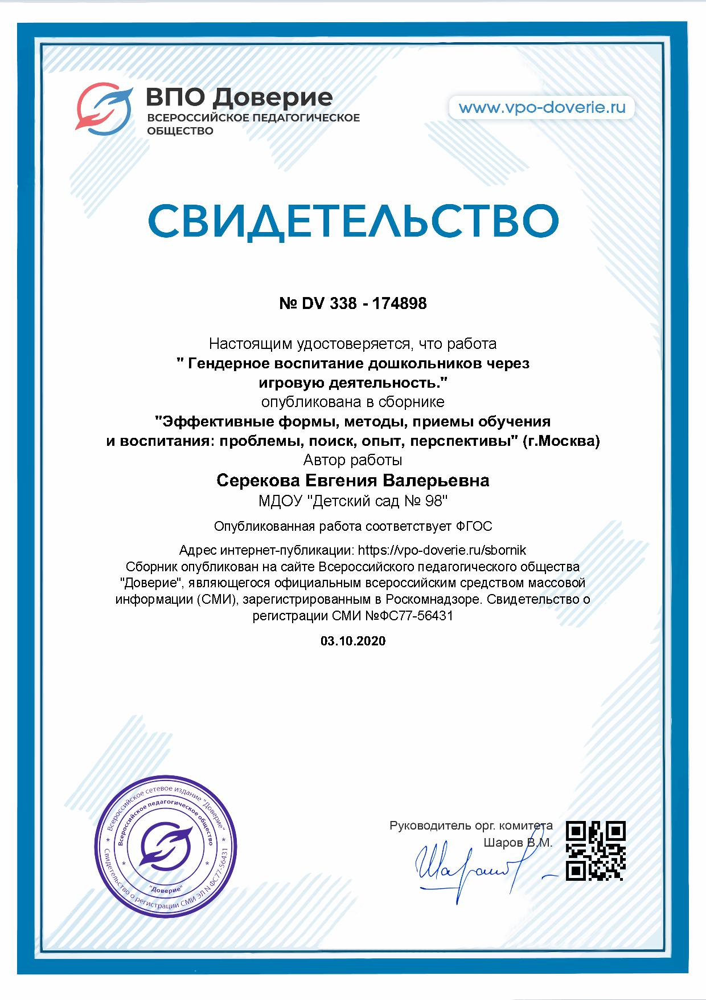 ВПО Доверие
ВСЕРОССИЙСКОЕ ПЕДАГОГИЧЕСКОЕ
ОБЩЕСТВО
www.vpo-doverie.ru
СВИДЕТЕЛЬСТВО
№ DV 338 - 174898
Настоящим удостоверяется, что работа
" Гендерное воспитание дошкольников через
игровую деятельность."
опубликована в сборнике
"Эффективные формы, методы, приемы обучения
и воспитания: проблемы, поиск, опыт, перспективы" (г.Москва)
Автор работы
Серекова Евгения Валерьевна
МДОУ "Детский сад № 98"
Опубликованная работа соответствует ФГОС
Адрес интернет-публикации: https://vpo-doverie.ru/sbornik
Сборник опубликован на сайте Всероссийского педагогического общества
"Доверие", являющегося официальным всероссийским средством массовой
информации (СМИ), зарегистрированным в Роскомнадзоре. Свидетельство о
регистрации СМИ №ФС77-56431
03.10.2020
Всероссийское сетевое издание "Доверие"
* Свидетельство о регистрации СМИ ЭЛ N ФС77-56431 *
Всероссийское педагогическое общество
* "Доверие" *
Руководитель орг. комитета
Шаров В.М.